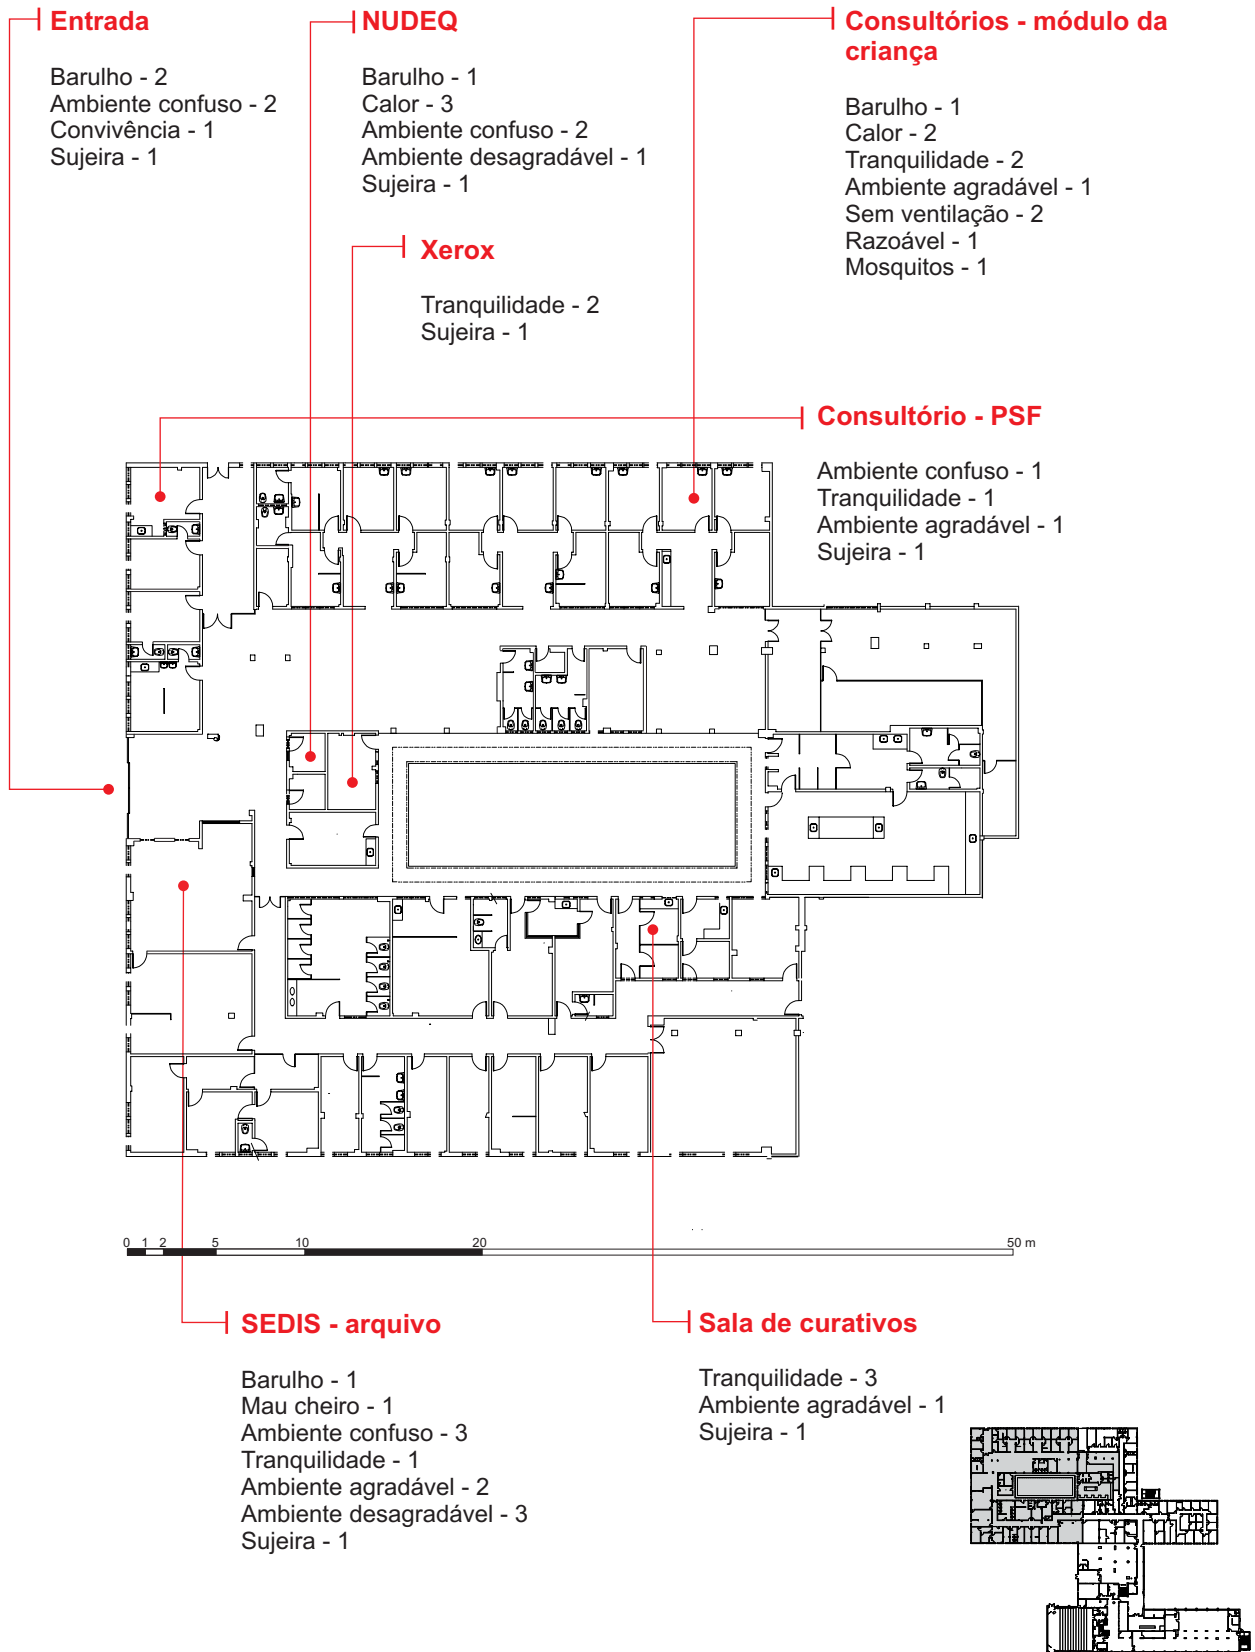 Entrada
Barulho - 2
Ambiente confuso - 2
Convivência - 1
Sujeira - 1
NUDEQ
Barulho - 1
Calor - 3
Ambiente confuso - 2
Ambiente desagradável - 1
Sujeira - 1
Consultórios - módulo da
criança
Barulho - 1
Calor - 2
Tranquilidade - 2
Ambiente agradável - 1
Sem ventilação - 2
Razoável - 1
Mosquitos - 1
Xerox
Tranquilidade - 2
Sujeira - 1
Consultório - PSF
Ambiente confuso - 1
Tranquilidade - 1
Ambiente agradável - 1
Sujeira - 1
0 1 2 5 10 20 50 m
SEDIS - arquivo
Barulho - 1
Mau cheiro - 1
Ambiente confuso - 3
Tranquilidade - 1
Ambiente agradável - 2
Ambiente desagradável - 3
Sujeira - 1
Sala de curativos
Tranquilidade - 3
Ambiente agradável - 1
Sujeira - 1